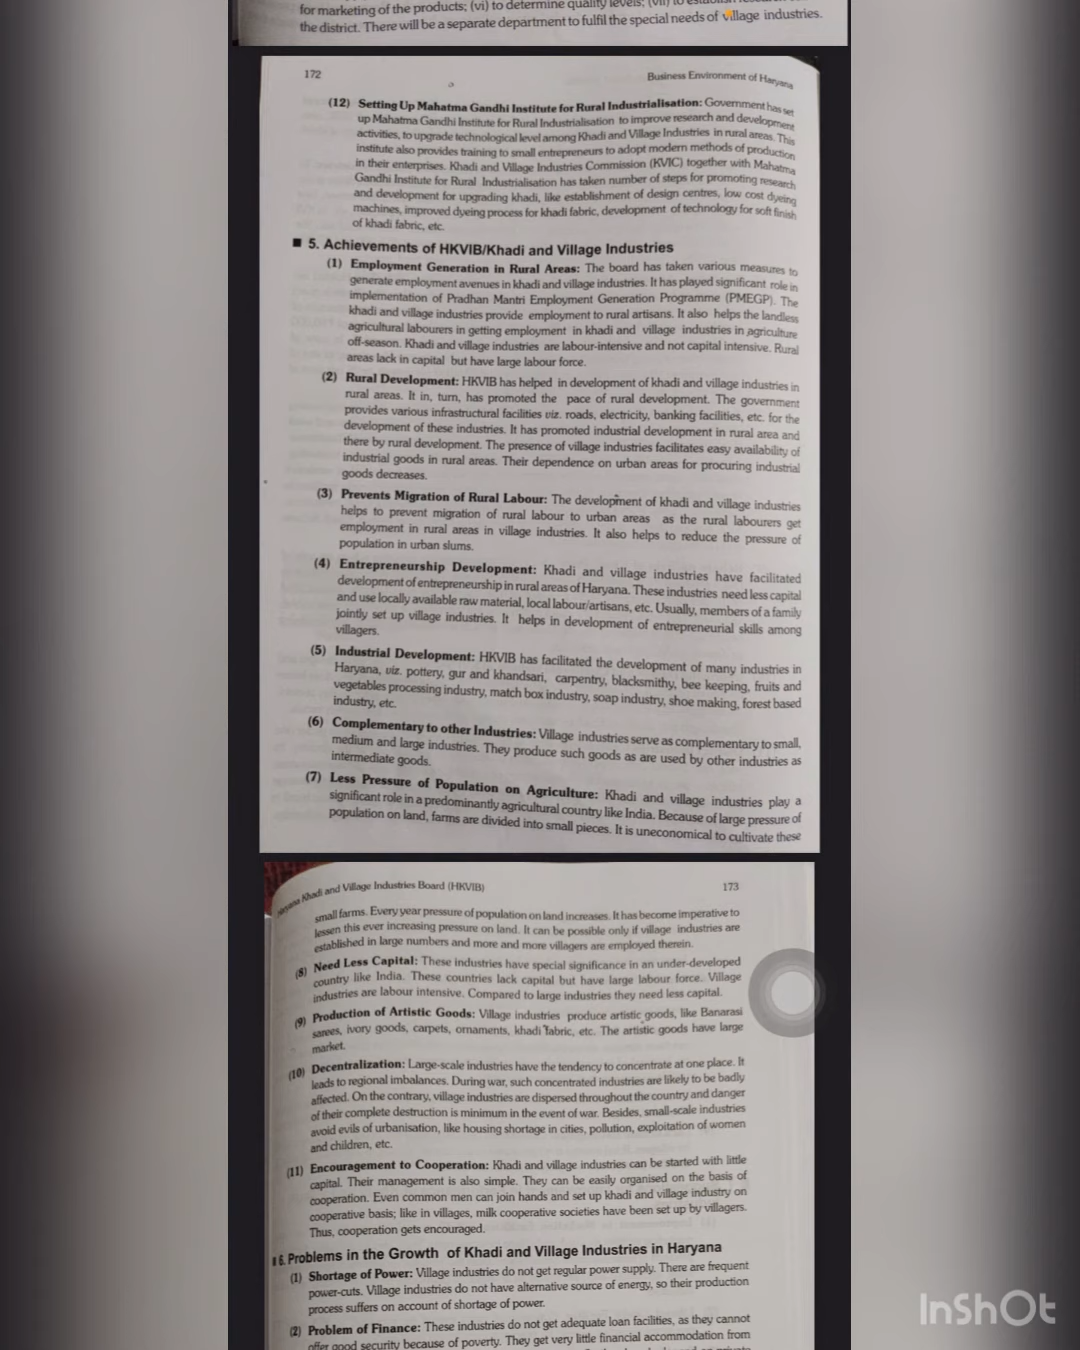 for marketing of the products; (vi) to determine quality levels; (vii) to establish research
the district. There will be a separate department to fulfil the special needs of village industries.
172
Business Environment of Haryana
(12) Setting Up Mahatma Gandhi Institute for Rural Industrialisation: Government has set
up Mahatma Gandhi Institute for Rural Industrialisation to improve research and development
activities, to upgrade technological level among Khadi and Village Industries in rural areas. This
institute also provides training to small entrepreneurs to adopt modern methods of production
in their enterprises. Khadi and Village Industries Commission (KVIC) together with Mahatma
Gandhi Institute for Rural Industrialisation has taken number of steps for promoting research
and development for upgrading khadi, like establishment of design centres, low cost dyeing
machines, improved dyeing process for khadi fabric, development of technology for soft finish
of khadi fabric, etc.
■ 5. Achievements of HKVIB/Khadi and Village Industries
(1) Employment Generation in Rural Areas: The board has taken various measures to
generate employment avenues in khadi and village industries. It has played significant role in
implementation of Pradhan Mantri Employment Generation Programme (PMEGP). The
khadi and village industries provide employment to rural artisans. It also helps the landless
agricultural labourers in getting employment in khadi and village industries in agriculture
off-season. Khadi and village industries are labour-intensive and not capital intensive. Rural
areas lack in capital but have large labour force.
(2) Rural Development: HKVIB has helped in development of khadi and village industries in
rural areas. It in, turn, has promoted the pace of rural development. The government
provides various infrastructural facilities viz. roads, electricity, banking facilities, etc. for the
development of these industries. It has promoted industrial development in rural area and
there by rural development. The presence of village industries facilitates easy availability of
industrial goods in rural areas. Their dependence on urban areas for procuring industrial
goods decreases.
(3) Prevents Migration of Rural Labour: The development of khadi and village industries
helps to prevent migration of rural labour to urban areas as the rural labourers get
employment in rural areas in village industries. It also helps to reduce the pressure of
population in urban slums.
(4) Entrepreneurship Development: Khadi and village industries have facilitated
development of entrepreneurship in rural areas of Haryana. These industries need less capital
and use locally available raw material, local labour/artisans, etc. Usually, members of a family
jointly set up village industries. It helps in development of entrepreneurial skills among
villagers.
(5) Industrial Development: HKVIB has facilitated the development of many industries in
Haryana, viz. pottery, gur and khandsari, carpentry, blacksmithy, bee keeping, fruits and
vegetables processing industry, match box industry, soap industry, shoe making, forest based
industry, etc.
(6) Complementary to other Industries: Village industries serve as complementary to small,
medium and large industries. They produce such goods as are used by other industries as
intermediate goods.
(7) Less Pressure of Population on Agriculture: Khadi and village industries play a
significant role in a predominantly agricultural country like India. Because of large pressure of
population on land, farms are divided into small pieces. It is uneconomical to cultivate these
Haryana Khadi and Village Industries Board (HKVIB)
173
small farms. Every year pressure of population on land increases. It has become imperative to
lessen this ever increasing pressure on land. It can be possible only if village industries are
established in large numbers and more and more villagers are employed therein.
(8) Need Less Capital: These industries have special significance in an under-developed
country like India. These countries lack capital but have large labour force. Village
industries are labour intensive. Compared to large industries they need less capital.
(9) Production of Artistic Goods: Village industries produce artistic goods, like Banarasi
sarees, ivory goods, carpets, ornaments, khadi fabric, etc. The artistic goods have large
market.
(10) Decentralization: Large-scale industries have the tendency to concentrate at one place. It
leads to regional imbalances. During war, such concentrated industries are likely to be badly
affected. On the contrary, village industries are dispersed throughout the country and danger
of their complete destruction is minimum in the event of war. Besides, small-scale industries
avoid evils of urbanisation, like housing shortage in cities, pollution, exploitation of women
and children, etc.
(11) Encouragement to Cooperation: Khadi and village industries can be started with little
capital. Their management is also simple. They can be easily organised on the basis of
cooperation. Even common men can join hands and set up khadi and village industry on
cooperative basis; like in villages, milk cooperative societies have been set up by villagers.
Thus, cooperation gets encouraged.
■ 6. Problems in the Growth of Khadi and Village Industries in Haryana
(1) Shortage of Power: Village industries do not get regular power supply. There are frequent
power-cuts. Village industries do not have alternative source of energy, so their production
process suffers on account of shortage of power.
(2) Problem of Finance: These industries do not get adequate loan facilities, as they cannot
offer good security because of poverty. They get very little financial accommodation from
InShOt